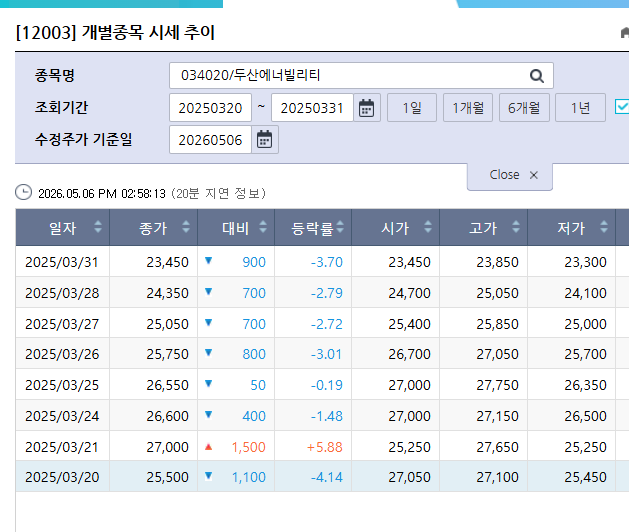 [12003] 개별종목 시세 추이
종목명 034020/두산에너빌리티
조회기간 20250320 ~ 20250331 1일 1개월 6개월 1년
수정주가 기준일 20260506
Close ×
2026.05.06 PM 02:58:13 (20분 지연 정보)
일자 종가 대비 등락률 시가 고가 저가
2025/03/31 23,450 ▼ 900 -3.70 23,450 23,850 23,300
2025/03/28 24,350 ▼ 700 -2.79 24,700 25,050 24,100
2025/03/27 25,050 ▼ 700 -2.72 25,400 25,850 25,000
2025/03/26 25,750 ▼ 800 -3.01 26,700 27,050 25,700
2025/03/25 26,550 ▼ 50 -0.19 27,000 27,750 26,350
2025/03/24 26,600 ▼ 400 -1.48 27,000 27,150 26,500
2025/03/21 27,000 ▲ 1,500 +5.88 25,250 27,650 25,250
2025/03/20 25,500 ▼ 1,100 -4.14 27,050 27,100 25,450